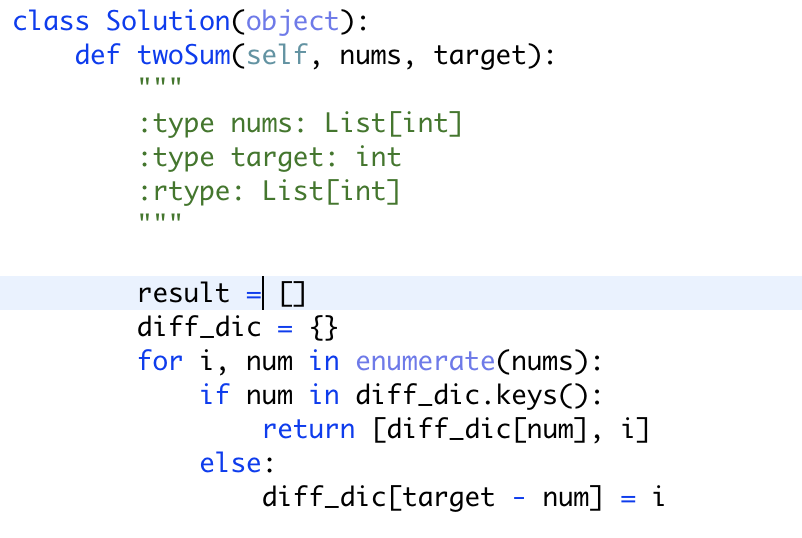 class Solution(object):
    def twoSum(self, nums, target):
        """
        :type nums: List[int]
        :type target: int
        :rtype: List[int]
        """
        result = []
        diff_dic = {}
        for i, num in enumerate(nums):
            if num in diff_dic.keys():
                return [diff_dic[num], i]
            else:
                diff_dic[target - num] = i